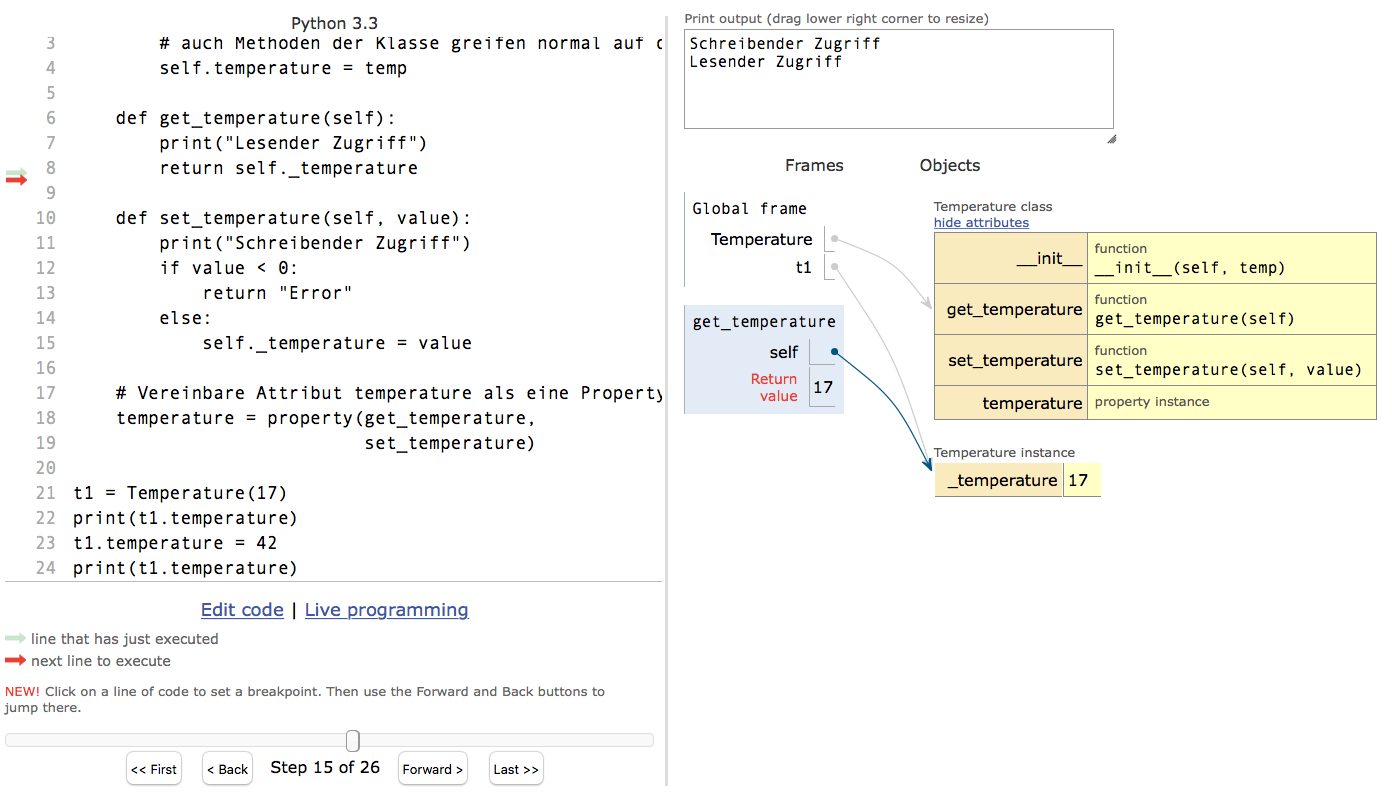 Python 3.3
3 # auch Methoden der Klasse greifen normal auf
4 self.temperature = temp
5
6 def get_temperature(self):
7 print("Lesender Zugriff")
8 return self._temperature
9
10 def set_temperature(self, value):
11 print("Schreibender Zugriff")
12 if value < 0:
13 return "Error"
14 else:
15 self._temperature = value
16
17 # Vereinbare Attribut temperature als eine Property
18 temperature = property(get_temperature,
19 set_temperature)
20
21 t1 = Temperature(17)
22 print(t1.temperature)
23 t1.temperature = 42
24 print(t1.temperature)
Edit code | Live programming
line that has just executed
next line to execute
NEW! Click on a line of code to set a breakpoint. Then use the Forward and Back buttons to
jump there.
<< First
< Back
Step 15 of 26
Forward >
Last >>
Print output (drag lower right corner to resize)
Schreibender Zugriff
Lesender Zugriff
Frames
Objects
Global frame
Temperature
t1
get_temperature
self
Return
value
17
Temperature class
hide attributes
__init__
function
__init__(self, temp)
get_temperature
function
get_temperature(self)
set_temperature
function
set_temperature(self, value)
temperature
property instance
Temperature instance
_temperature 17